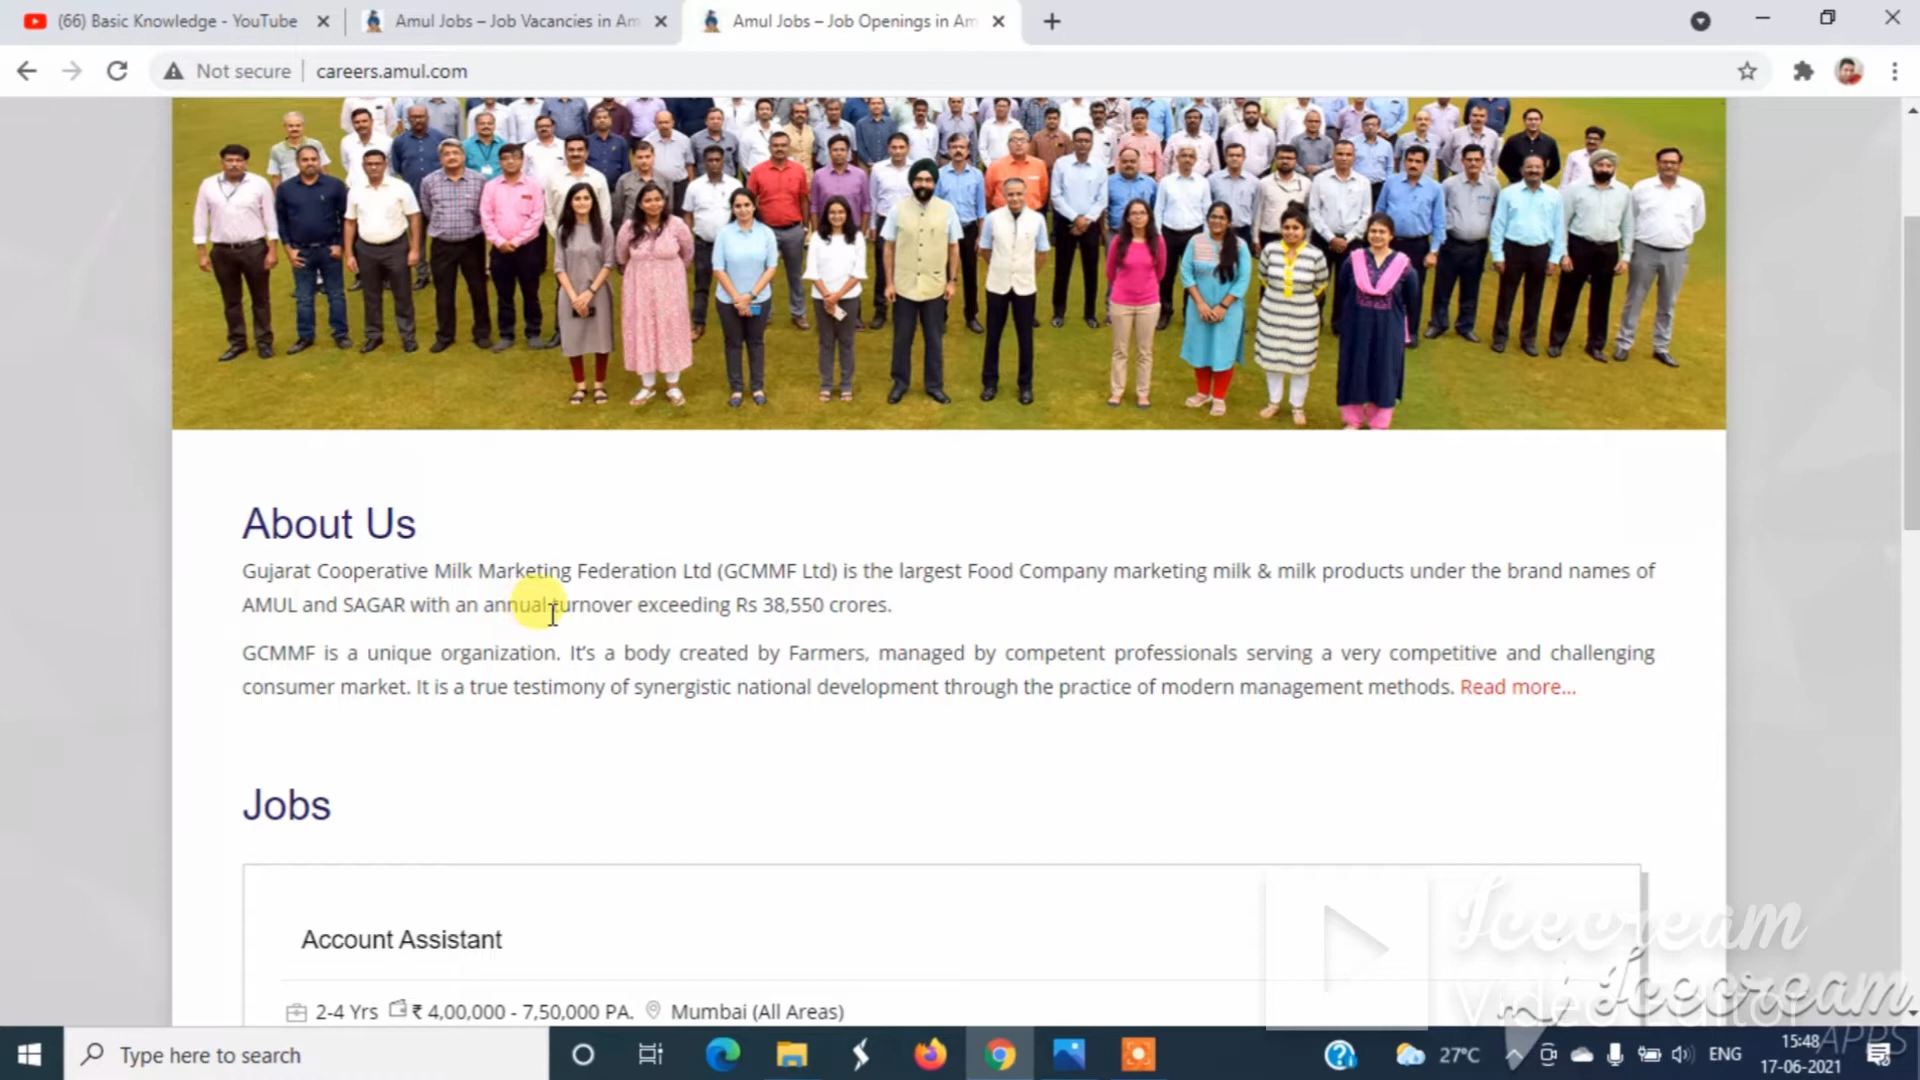 (66) Basic Knowledge - YouTube
Amul Jobs – Job Vacancies in Am
Amul Jobs – Job Openings in Am
Not secure
careers.amul.com
About Us
Gujarat Cooperative Milk Marketing Federation Ltd (GCMMF Ltd) is the largest Food Company marketing milk & milk products under the brand names of
AMUL and SAGAR with an annual turnover exceeding Rs 38,550 crores.
GCMMF is a unique organization. It's a body created by Farmers, managed by competent professionals serving a very competitive and challenging
consumer market. It is a true testimony of synergistic national development through the practice of modern management methods. Read more...
Jobs
Account Assistant
2-4 Yrs ₹ 4,00,000 - 7,50,000 PA. Mumbai (All Areas)
Icecream
Video Editor
Icecream
APPS
Type here to search
27°C
ENG
15:48
17-06-2021